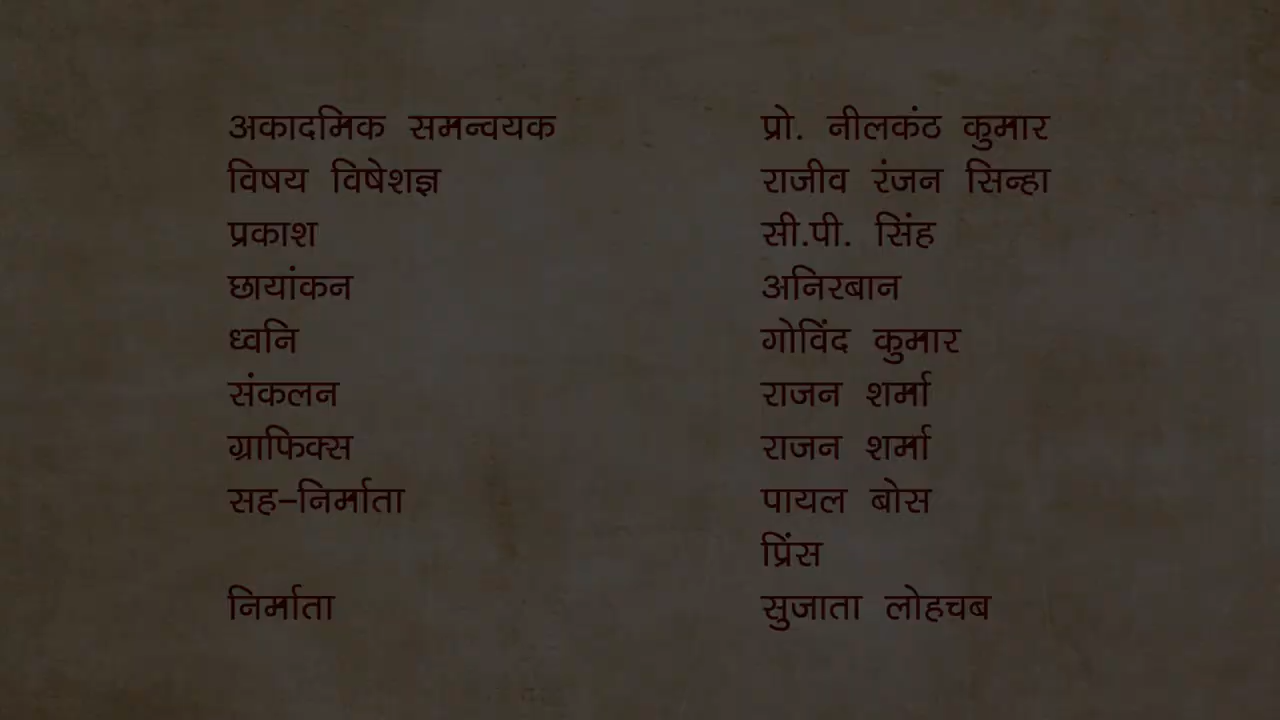 अकादमिक समन्वयक प्रो. नीलकंठ कुमार
विषय विषेशज्ञ राजीव रंजन सिन्हा
प्रकाश सी.पी. सिंह
छायांकन अनिरबान
ध्वनि गोविंद कुमार
संकलन राजन शर्मा
ग्राफिक्स राजन शर्मा
सह-निर्माता पायल बोस
प्रिंस
निर्माता सुजाता लोहचब